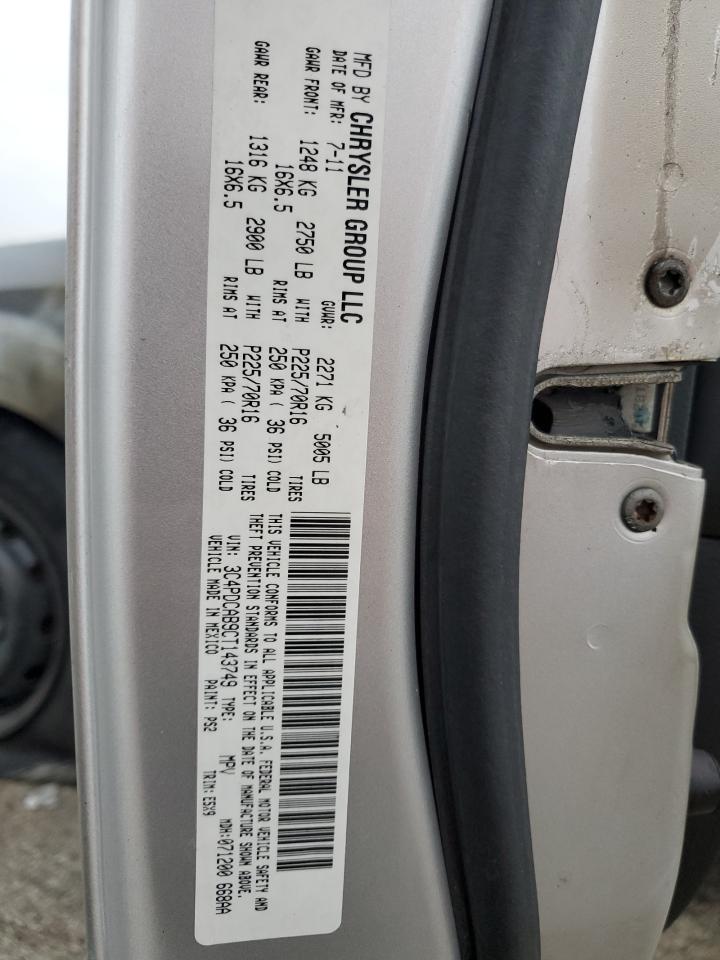 MFD BY CHRYSLER GROUP LLC
DATE OF MFR: 7-11 GVWR: 2271 KG 5005 LB
GAWR FRONT: 1248 KG 2750 LB WITH P225/70R16 TIRES
16X6.5 RIMS AT 250 KPA ( 36 PSI) COLD
GAWR REAR: 1316 KG 2900 LB WITH P225/70R16 TIRES
16X6.5 RIMS AT 250 KPA ( 36 PSI) COLD
THIS VEHICLE CONFORMS TO ALL APPLICABLE U.S.A. FEDERAL MOTOR VEHICLE SAFETY AND
THEFT PREVENTION STANDARDS IN EFFECT ON THE DATE OF MANUFACTURE SHOWN ABOVE.
VIN: 3C4PDCAB9CT143749 TYPE: MPV MDH:071200 668AA
VEHICLE MADE IN MEXICO PAINT: PS2 TRIM: E5X9